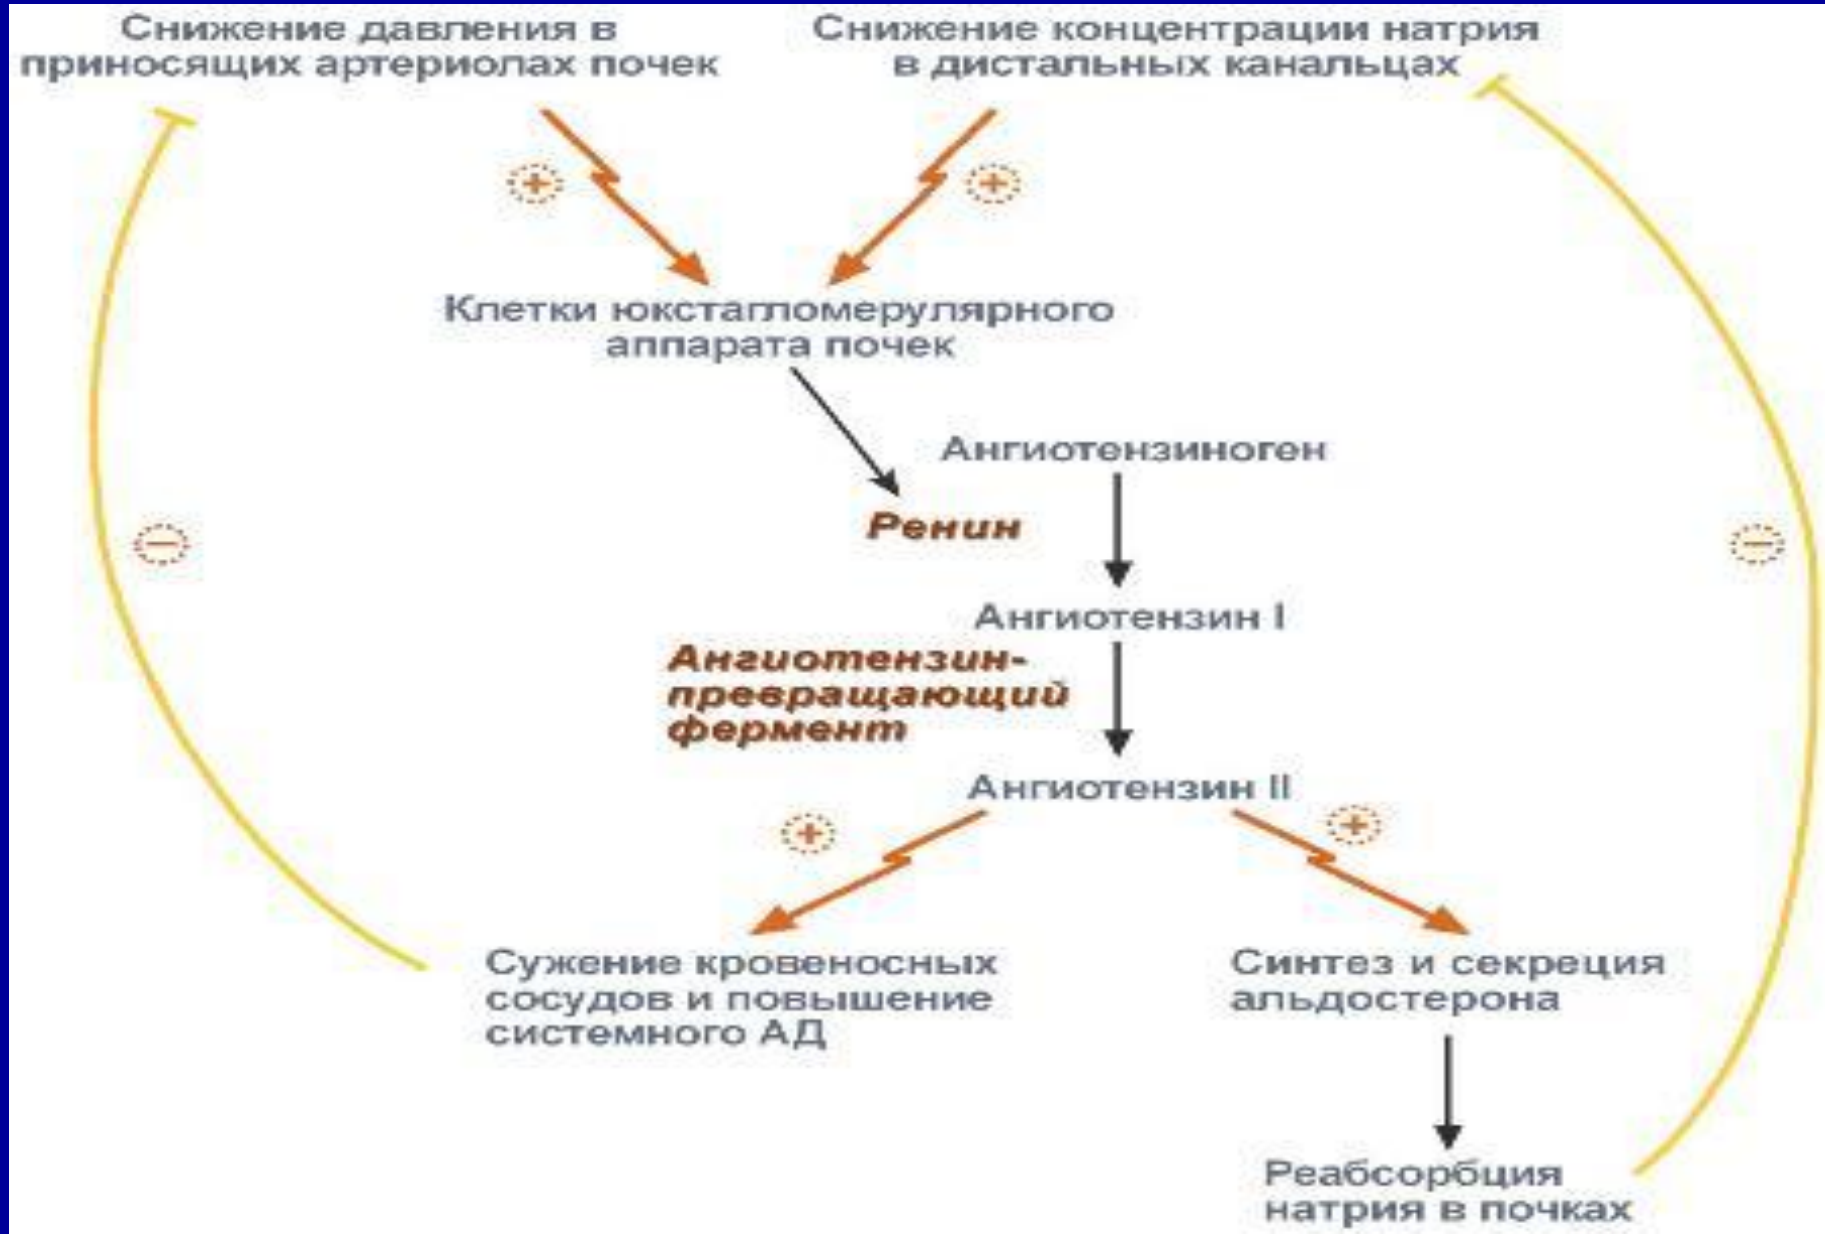 Снижение давления в
приносящих артериолах почек
Снижение концентрации натрия
в дистальных канальцах
+
+
Клетки юкстагломерулярного
аппарата почек
Ангиотензиноген
Ренин
−
−
Ангиотензин I
Ангиотензин-
превращающий
фермент
Ангиотензин II
+
+
Сужение кровеносных
сосудов и повышение
системного АД
Синтез и секреция
альдостерона
Реабсорбция
натрия в почках